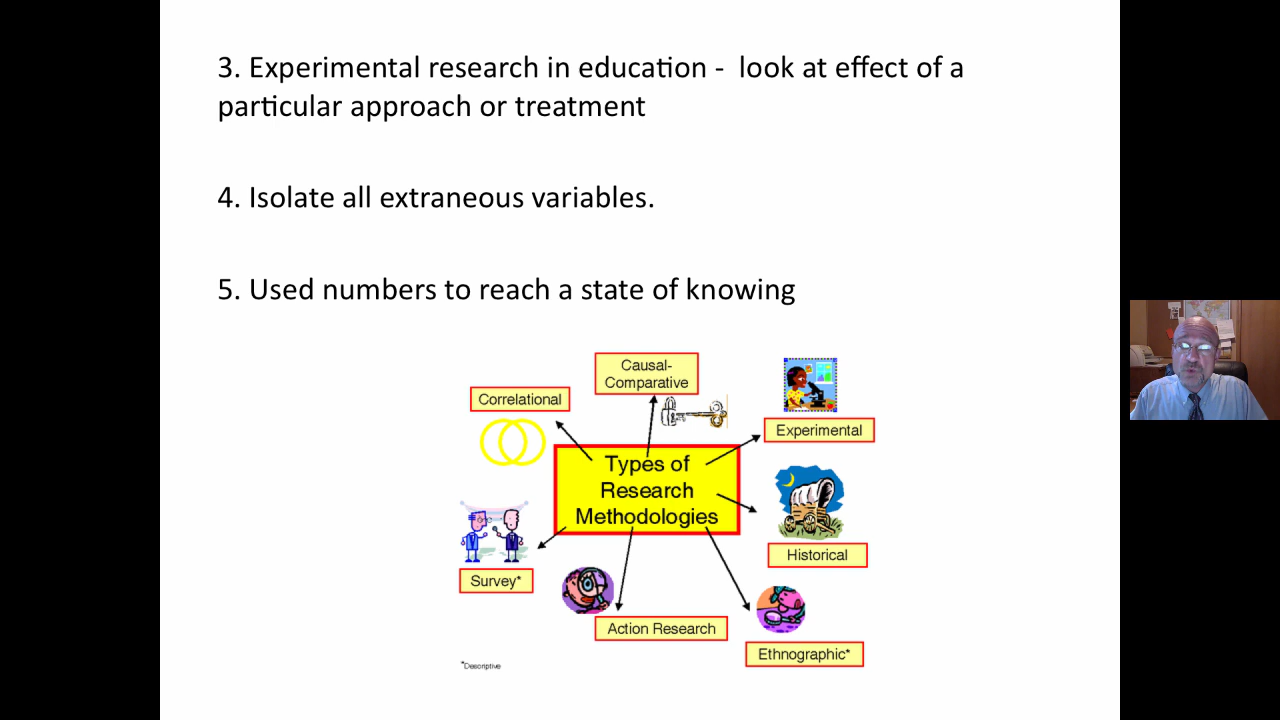 3. Experimental research in education -  look at effect of a
particular approach or treatment
4. Isolate all extraneous variables.
5. Used numbers to reach a state of knowing
Causal-
Comparative
Correlational
Experimental
Types of
Research
Methodologies
Historical
Survey*
Action Research
Ethnographic*
*Descriptive